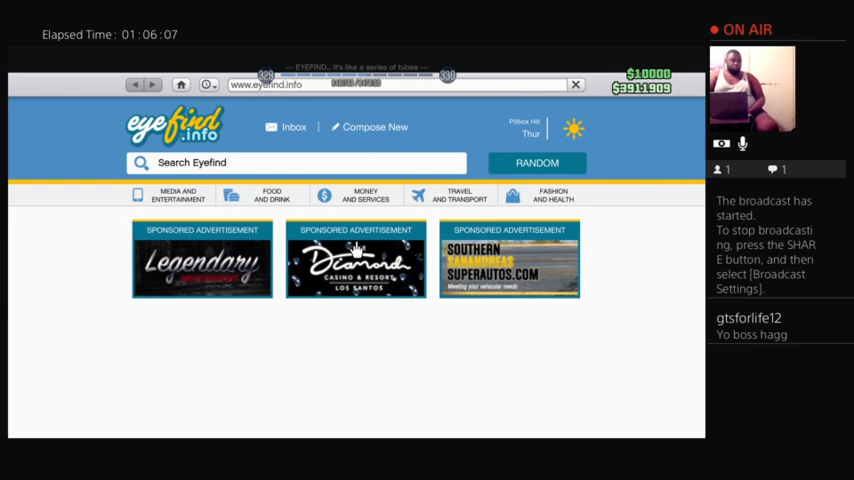 Elapsed Time : 01:06:07
ON AIR
EYEFIND... It's like a series of tubes
329
330
www.eyefind.info
$10000
$3911909
eyefind
.info
Inbox
Compose New
Pillbox Hill
Thur
Search Eyefind
RANDOM
MEDIA AND
ENTERTAINMENT
FOOD
AND DRINK
MONEY
AND SERVICES
TRAVEL
AND TRANSPORT
FASHION
AND HEALTH
SPONSORED ADVERTISEMENT
Legendary
SPONSORED ADVERTISEMENT
Diamond
CASINO & RESORT
LOS SANTOS
SPONSORED ADVERTISEMENT
SOUTHERN
SANANDREAS
SUPERAUTOS.COM
Meeting your vehicular needs
1
1
The broadcast has
started.
To stop broadcasti
ng, press the SHAR
E button, and then
select [Broadcast
Settings].
gtsforlife12
Yo boss hagg